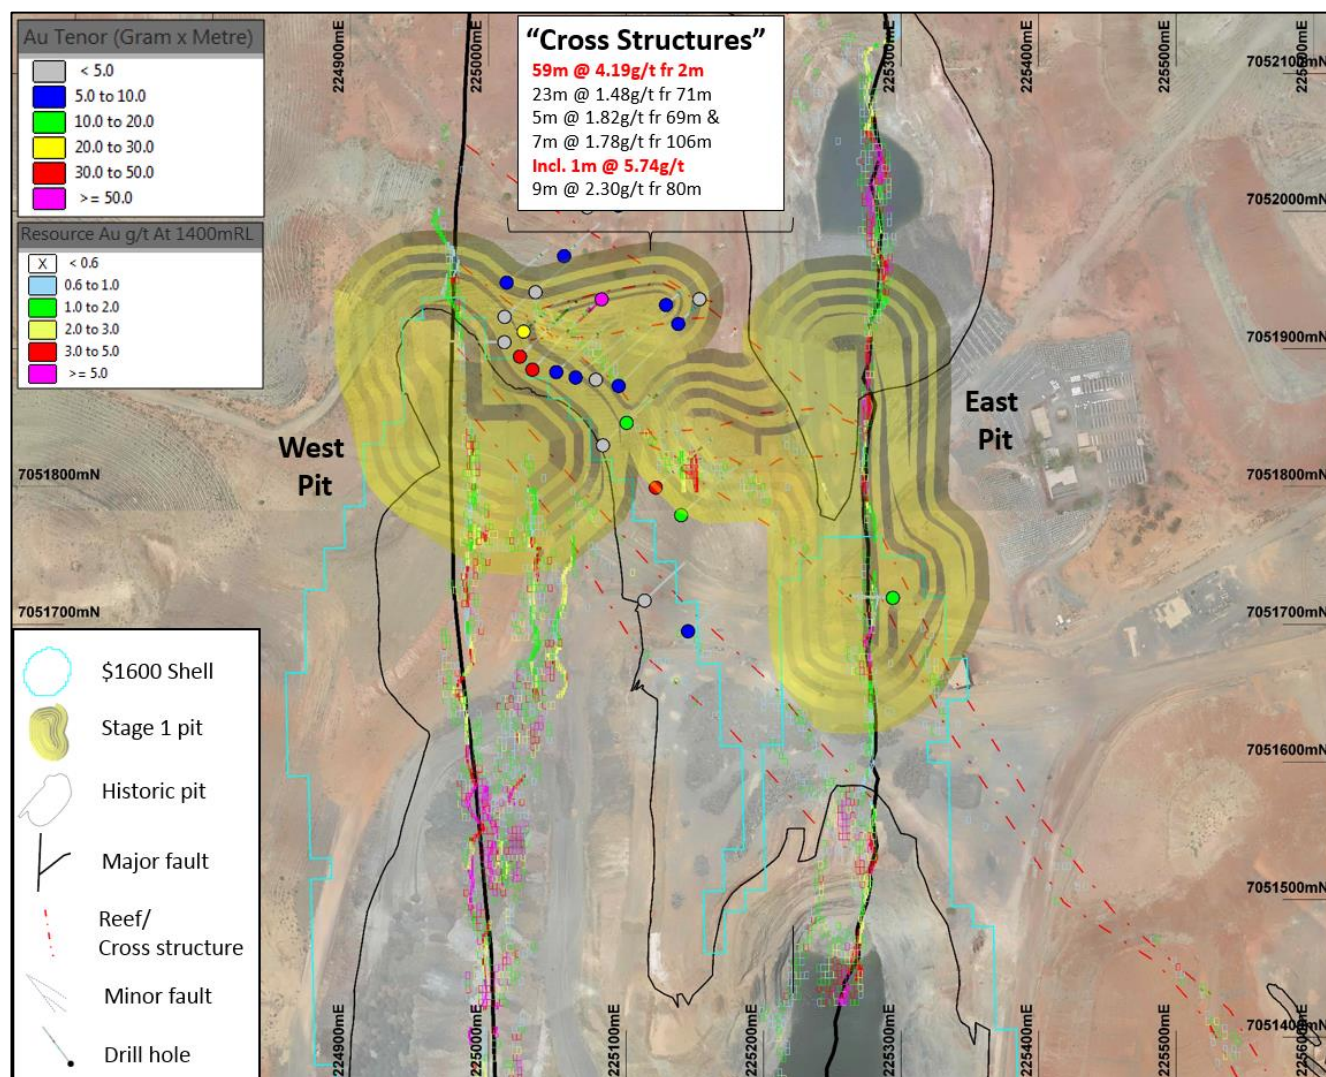 Au Tenor (Gram x Metre)
< 5.0
5.0 to 10.0
10.0 to 20.0
20.0 to 30.0
30.0 to 50.0
> = 50.0
Resource Au g/t At 1400mRL
X < 0.6
0.6 to 1.0
1.0 to 2.0
2.0 to 3.0
3.0 to 5.0
> = 5.0
“Cross Structures”
59m @ 4.19g/t fr 2m
23m @ 1.48g/t fr 71m
5m @ 1.82g/t fr 69m &
7m @ 1.78g/t fr 106m
Incl. 1m @ 5.74g/t
9m @ 2.30g/t fr 80m
224900mE
225000mE
225300mE
225400mE
225500mE
7052100mN
7052000mN
7051900mN
East
Pit
West
Pit
7051800mN
7051800mN
7051700mN
7051700mN
7051600mN
7051500mN
7051400mN
$1600 Shell
Stage 1 pit
Historic pit
Major fault
Reef/
Cross structure
Minor fault
Drill hole
224900mE
225000mE
225100mE
225200mE
225300mE
225400mE
225500mE
225600mE